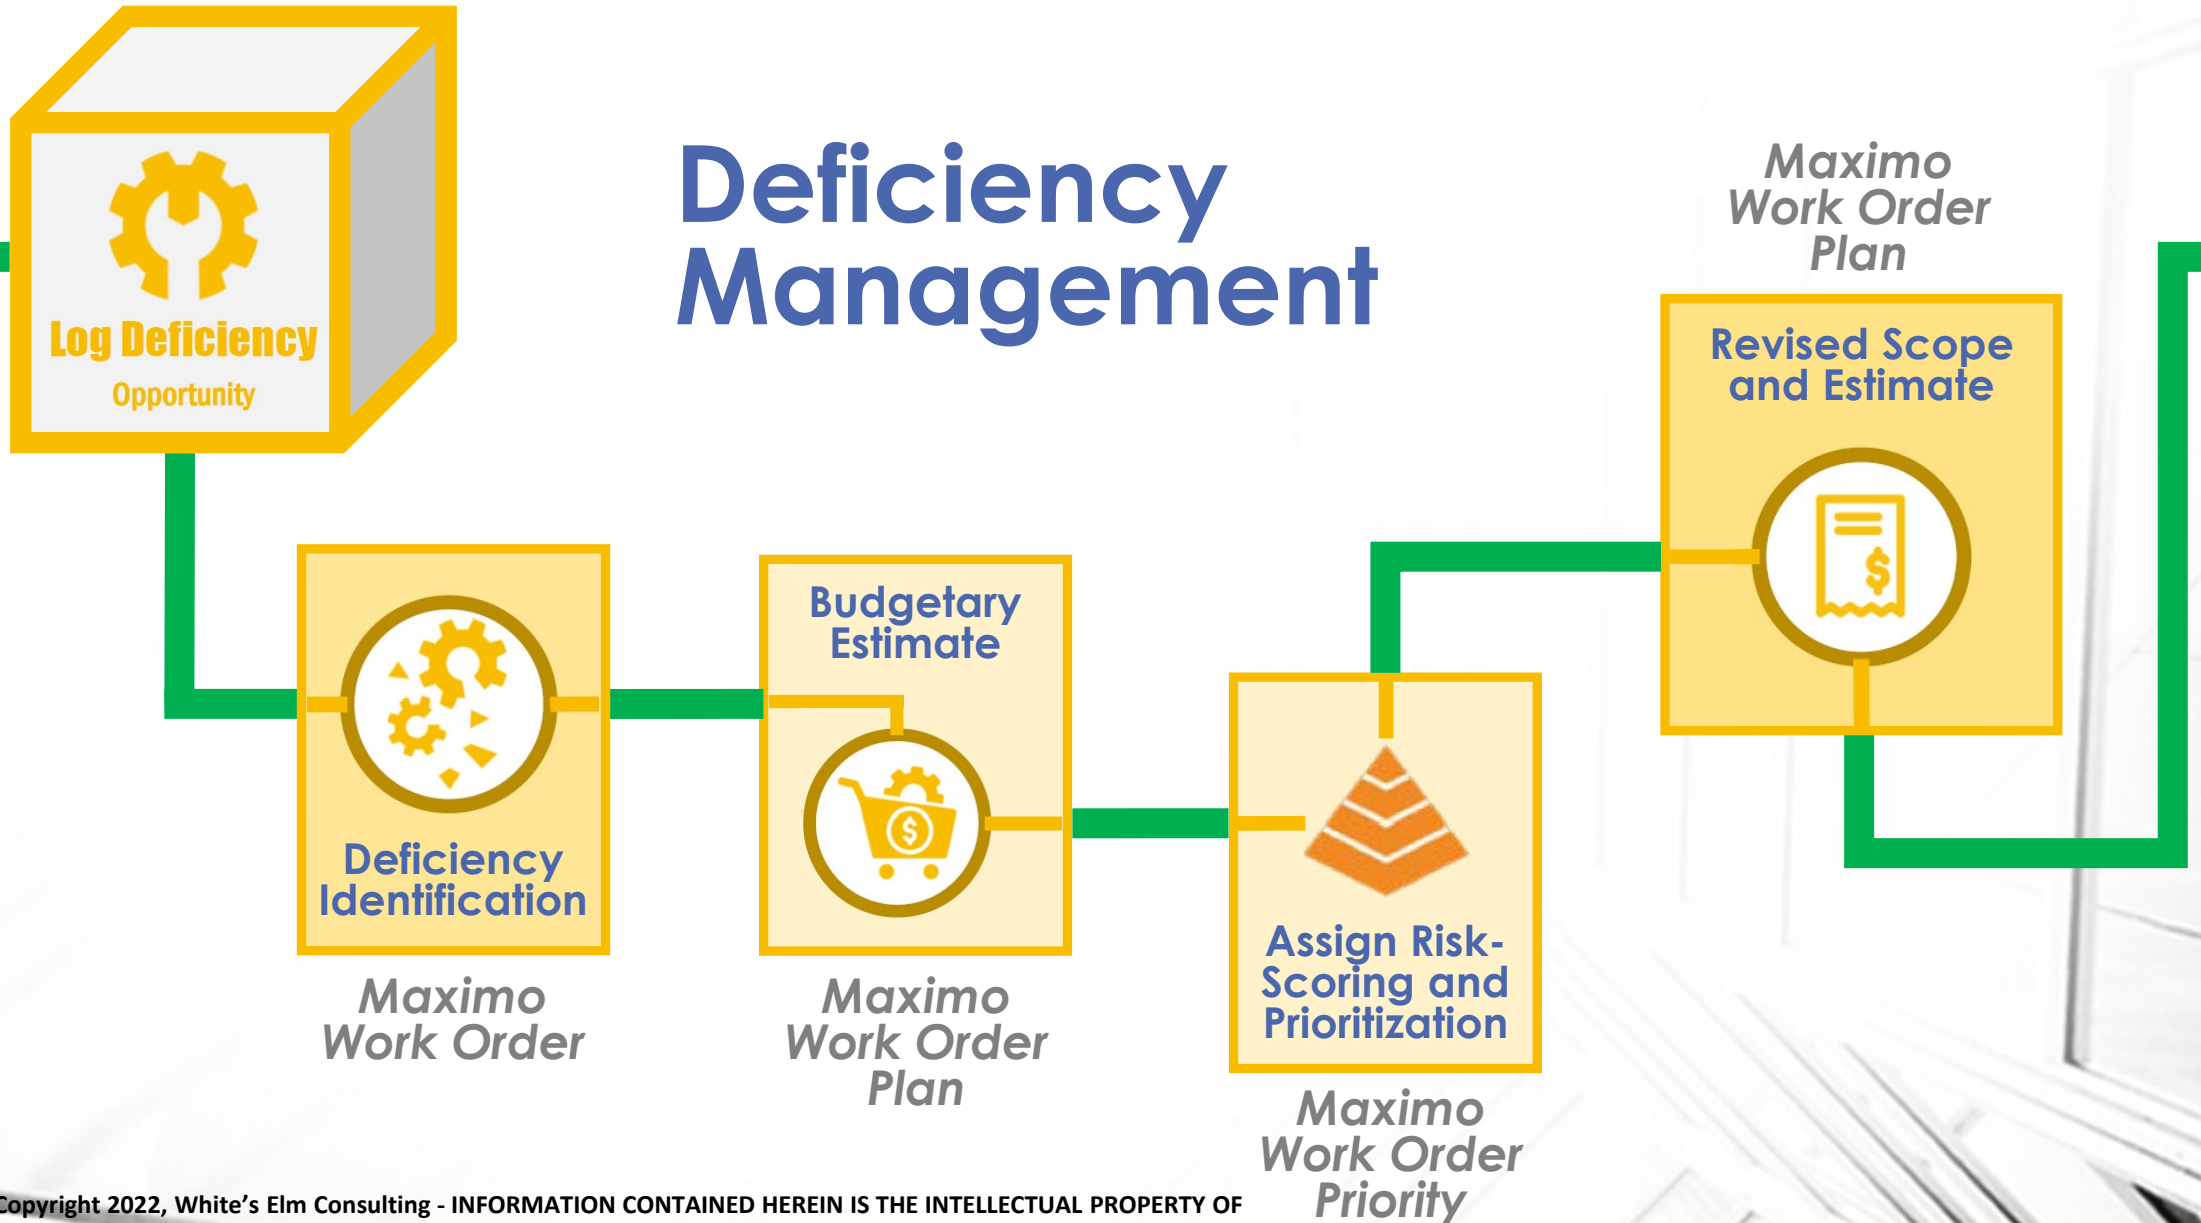 Log Deficiency
Opportunity
Deficiency
Management
Deficiency
Identification
Maximo
Work Order
Budgetary
Estimate
Maximo
Work Order
Plan
Assign Risk-
Scoring and
Prioritization
Maximo
Work Order
Priority
Maximo
Work Order
Plan
Revised Scope
and Estimate
Copyright 2022, White's Elm Consulting - INFORMATION CONTAINED HEREIN IS THE INTELLECTUAL PROPERTY OF